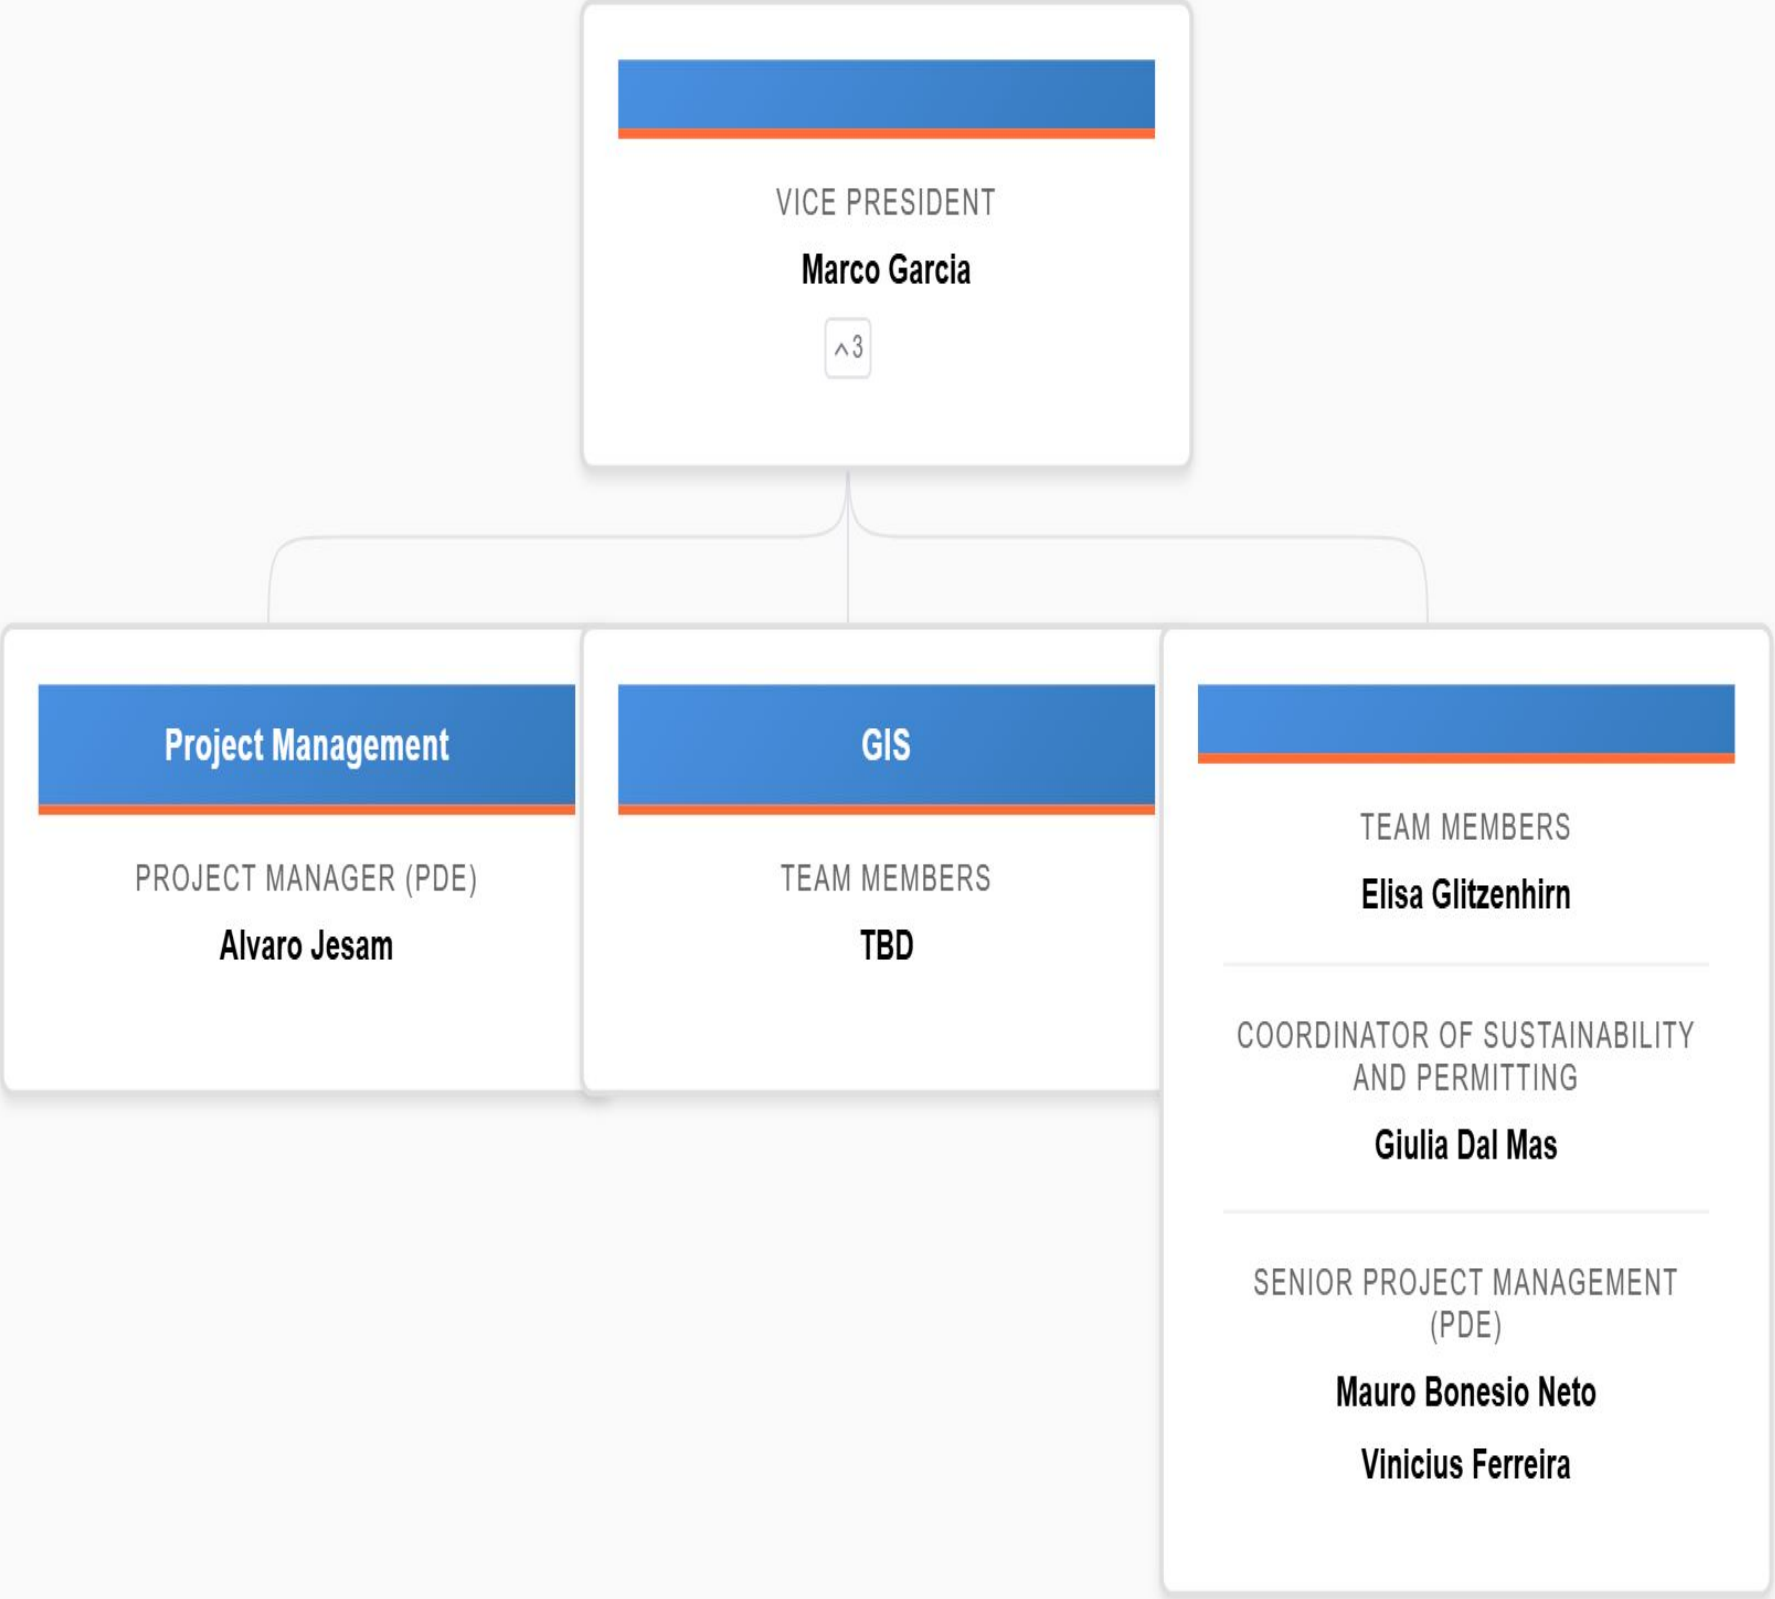 VICE PRESIDENT
Marco Garcia
^3
Project Management
PROJECT MANAGER (PDE)
Alvaro Jesam
GIS
TEAM MEMBERS
TBD
TEAM MEMBERS
Elisa Glitzenhirn
COORDINATOR OF SUSTAINABILITY
AND PERMITTING
Giulia Dal Mas
SENIOR PROJECT MANAGEMENT
(PDE)
Mauro Bonesio Neto
Vinicius Ferreira